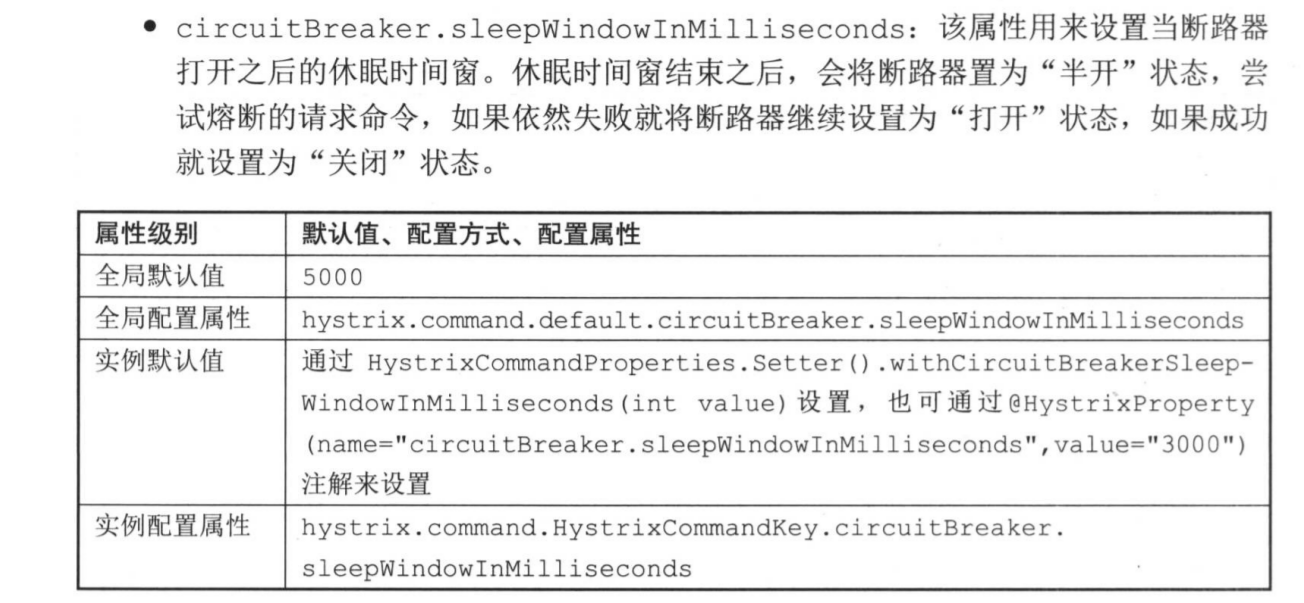 • circuitBreaker.sleepWindowInMilliseconds：该属性用来设置当断路器
打开之后的休眠时间窗。休眠时间窗结束之后，会将断路器置为“半开”状态，尝
试熔断的请求命令，如果依然失败就将断路器继续设置为“打开”状态，如果成功
就设置为“关闭”状态。
属性级别 默认值、配置方式、配置属性
全局默认值 5000
全局配置属性 hystrix.command.default.circuitBreaker.sleepWindowInMilliseconds
实例默认值 通过 HystrixCommandProperties.Setter().withCircuitBreakerSleep-
WindowInMilliseconds(int value)设置，也可通过@HystrixProperty
(name="circuitBreaker.sleepWindowInMilliseconds",value="3000")
注解来设置
实例配置属性 hystrix.command.HystrixCommandKey.circuitBreaker.
sleepWindowInMilliseconds